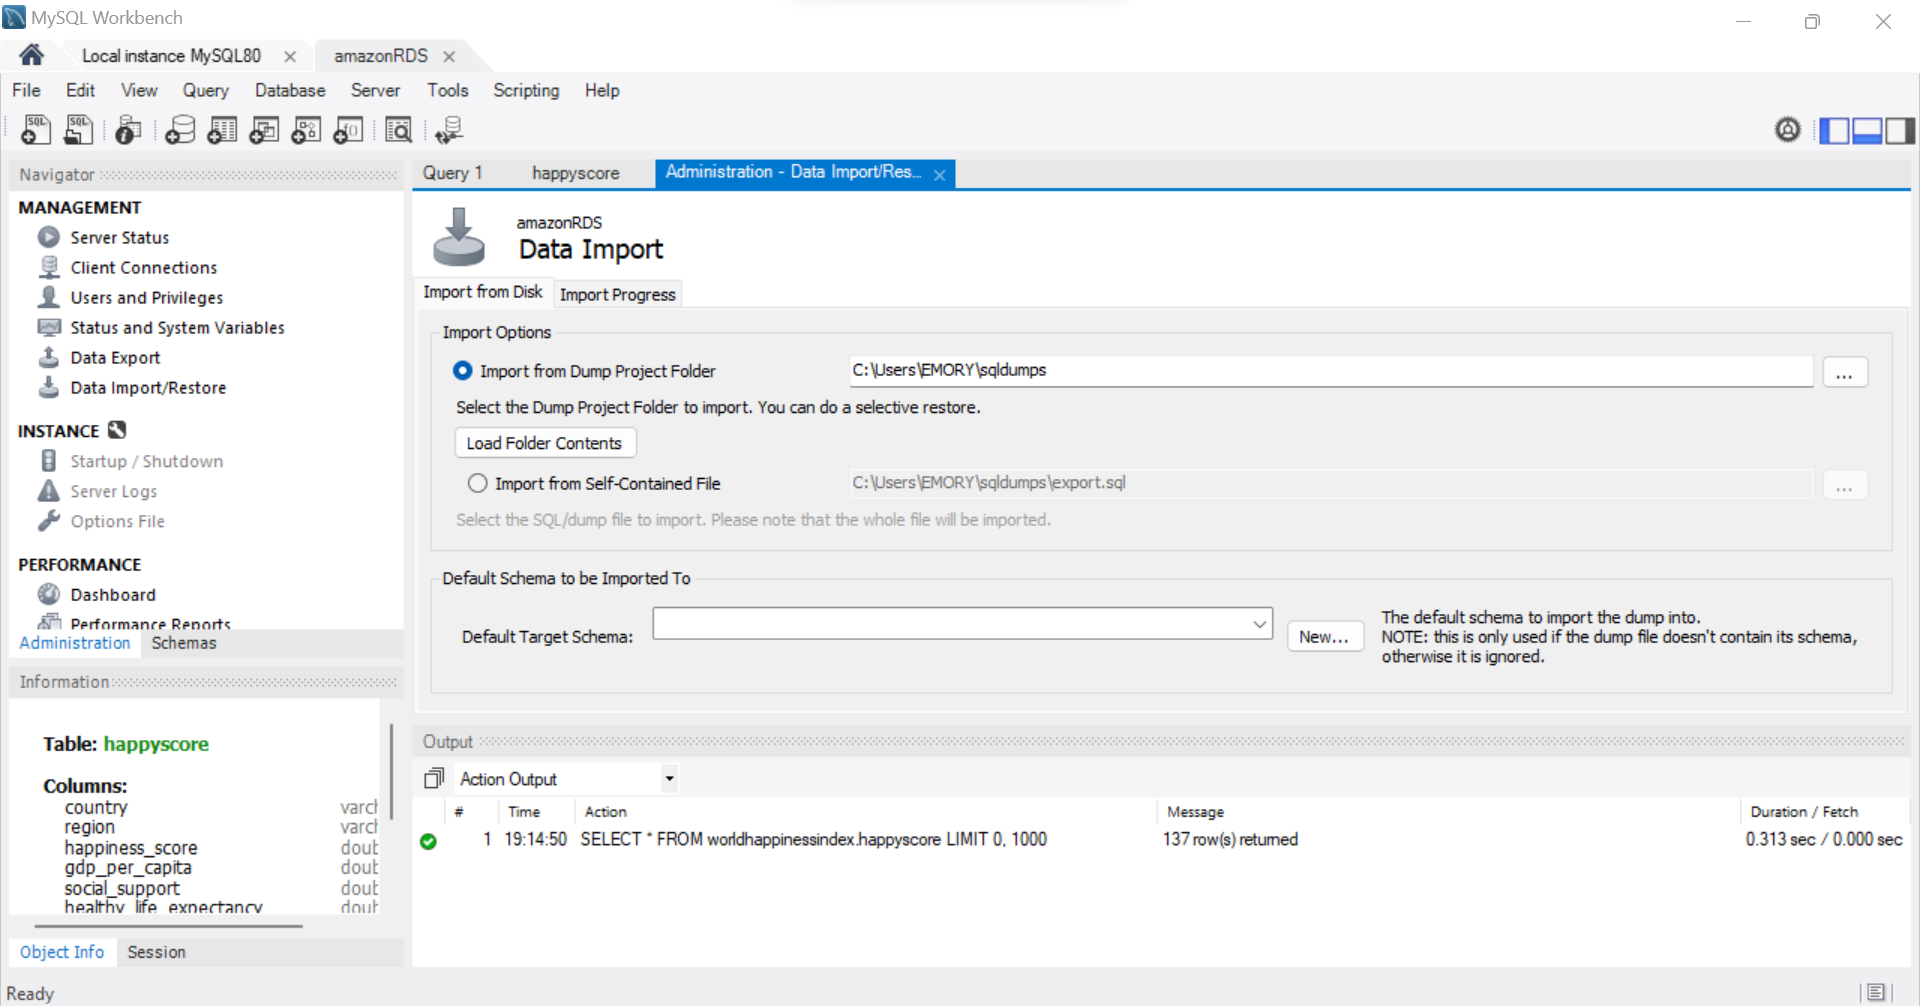 MySQL Workbench
Local instance MySQL80
amazonRDS
File Edit View Query Database Server Tools Scripting Help
Navigator
MANAGEMENT
Server Status
Client Connections
Users and Privileges
Status and System Variables
Data Export
Data Import/Restore
INSTANCE
Startup / Shutdown
Server Logs
Options File
PERFORMANCE
Dashboard
Performance Reports
Administration Schemas
Information
Table: happyscore
Columns:
country varch
region varch
happiness_score doub
gdp_per_capita doub
social_support doub
healthy_life_expectancy doub
Object Info Session
Ready
Query 1 happyscore Administration - Data Import/Res...
amazonRDS
Data Import
Import from Disk Import Progress
Import Options
Import from Dump Project Folder C:\Users\EMORY\sqldumps ...
Select the Dump Project Folder to import. You can do a selective restore.
Load Folder Contents
Import from Self-Contained File C:\Users\EMORY\sqldumps\export.sql ...
Select the SQL/dump file to import. Please note that the whole file will be imported.
Default Schema to be Imported To
Default Target Schema: New...
The default schema to import the dump into.
NOTE: this is only used if the dump file doesn't contain its schema,
otherwise it is ignored.
Output
Action Output
# Time Action Message Duration / Fetch
1 19:14:50 SELECT * FROM worldhappinessindex.happyscore LIMIT 0, 1000 137 row(s) returned 0.313 sec / 0.000 sec